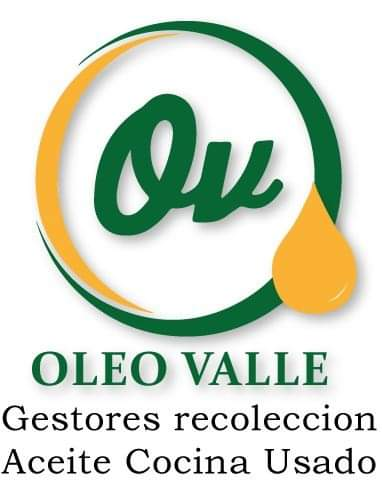 Ov
OLEO VALLE
Gestores recoleccion
Aceite Cocina Usado